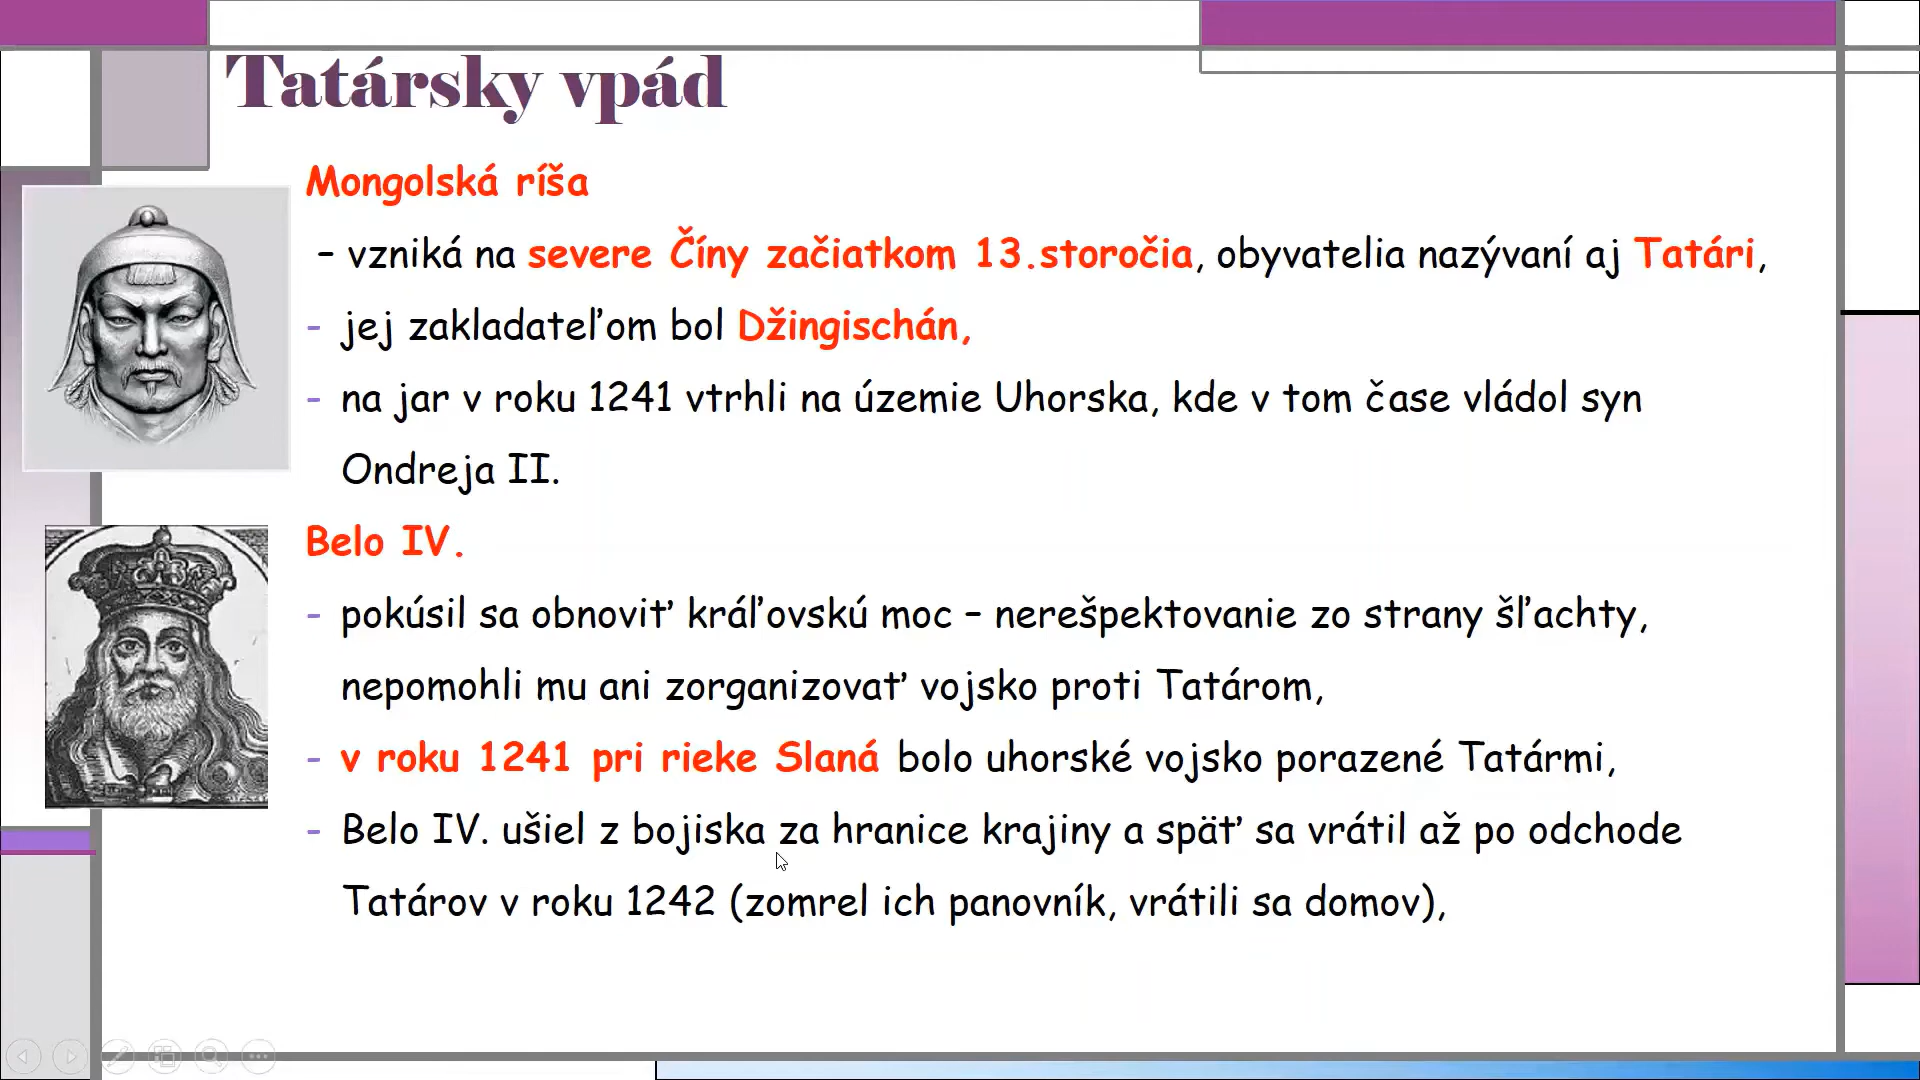 Tatársky vpád
Mongolská ríša
– vzniká na severe Číny začiatkom 13.storočia, obyvatelia nazývaní aj Tatári,
- jej zakladateľom bol Džingischán,
- na jar v roku 1241 vtrhli na územie Uhorska, kde v tom čase vládol syn
Ondreja II.
Belo IV.
- pokúsil sa obnoviť kráľovskú moc – nerešpektovanie zo strany šľachty,
nepomohli mu ani zorganizovať vojsko proti Tatárom,
- v roku 1241 pri rieke Slaná bolo uhorské vojsko porazené Tatármi,
- Belo IV. ušiel z bojiska za hranice krajiny a späť sa vrátil až po odchode
Tatárov v roku 1242 (zomrel ich panovník, vrátili sa domov),